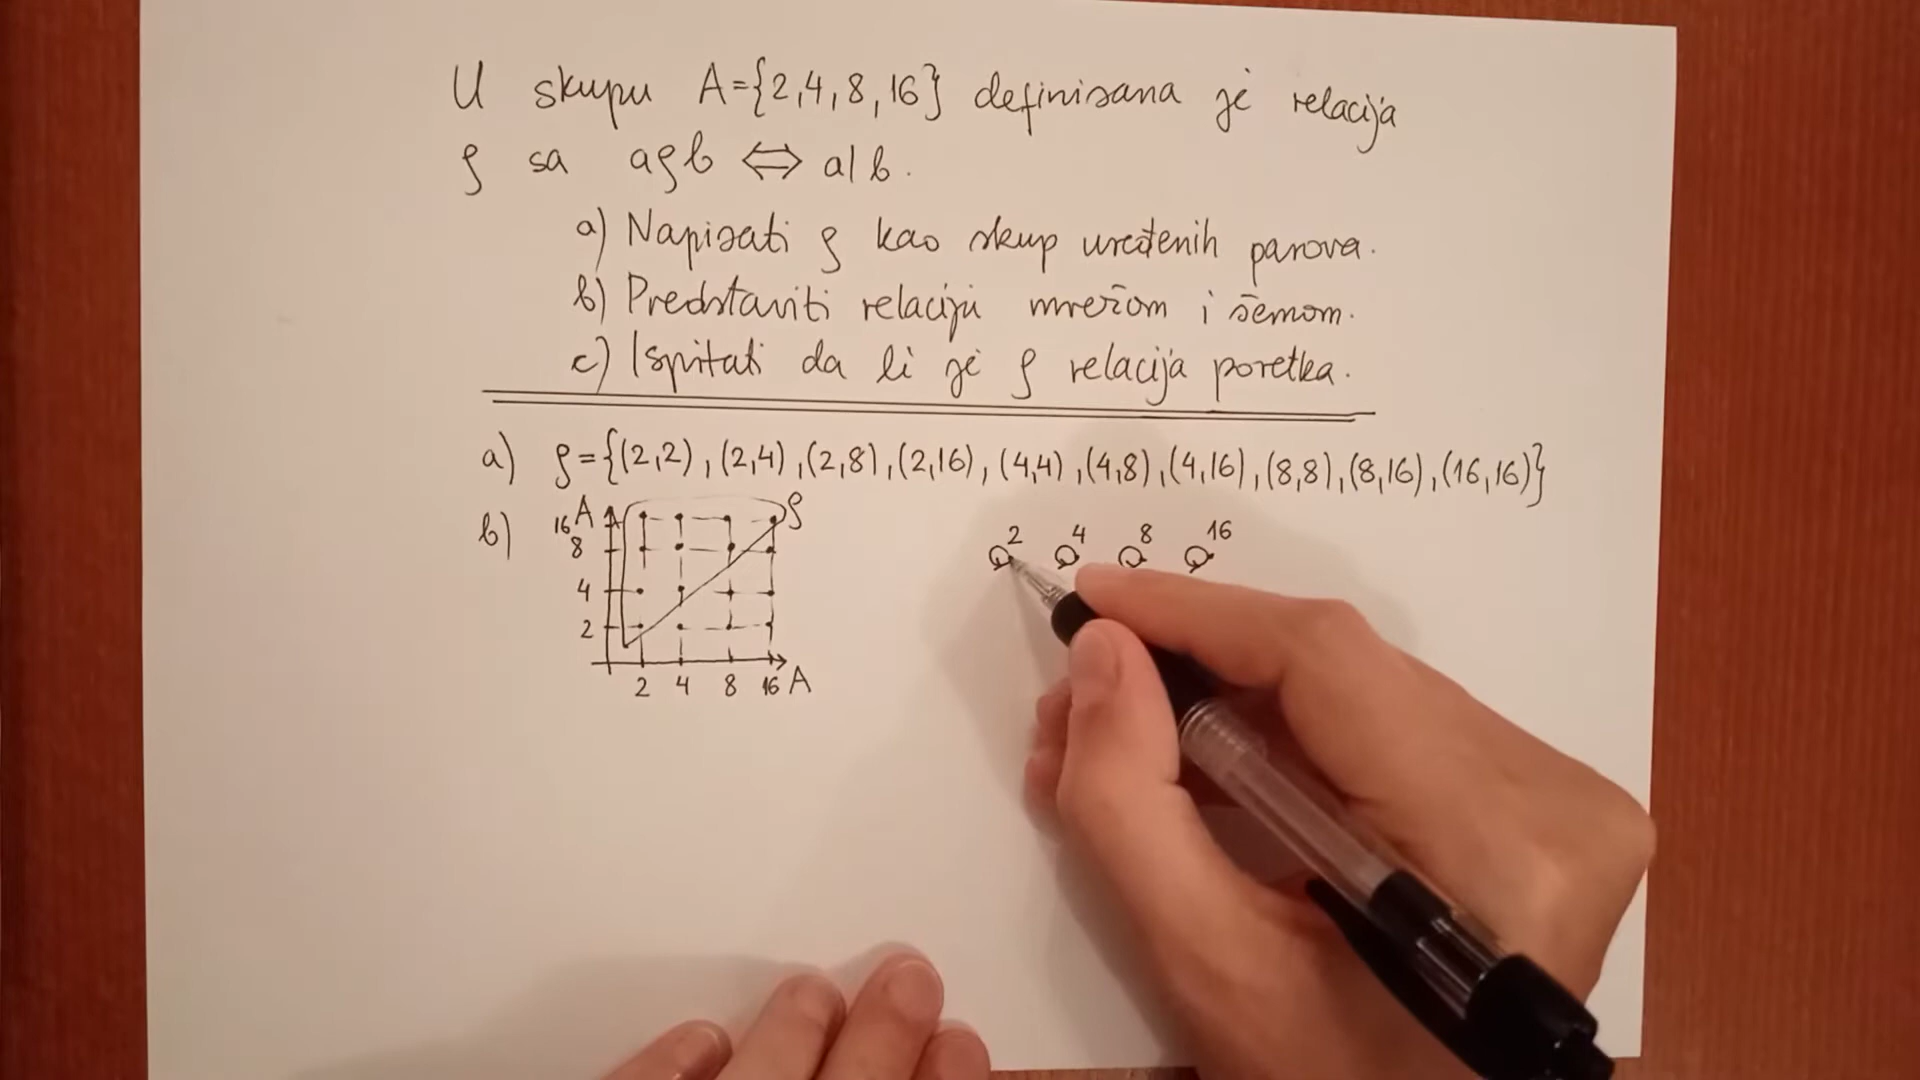 U skupu A={2,4,8,16} definisana je relacija
ρ sa aρb ⇔ a|b.
a) Napisati ρ kao skup uređenih parova.
b) Predstaviti relaciju mrežom i šemom.
c) Ispitati da li je ρ relacija poretka.
a) ρ={(2,2),(2,4),(2,8),(2,16),(4,4),(4,8),(4,16),(8,8),(8,16),(16,16)}
b)
A ρ
16
8
4
2
2 4 8 16 A
2 4 8 16